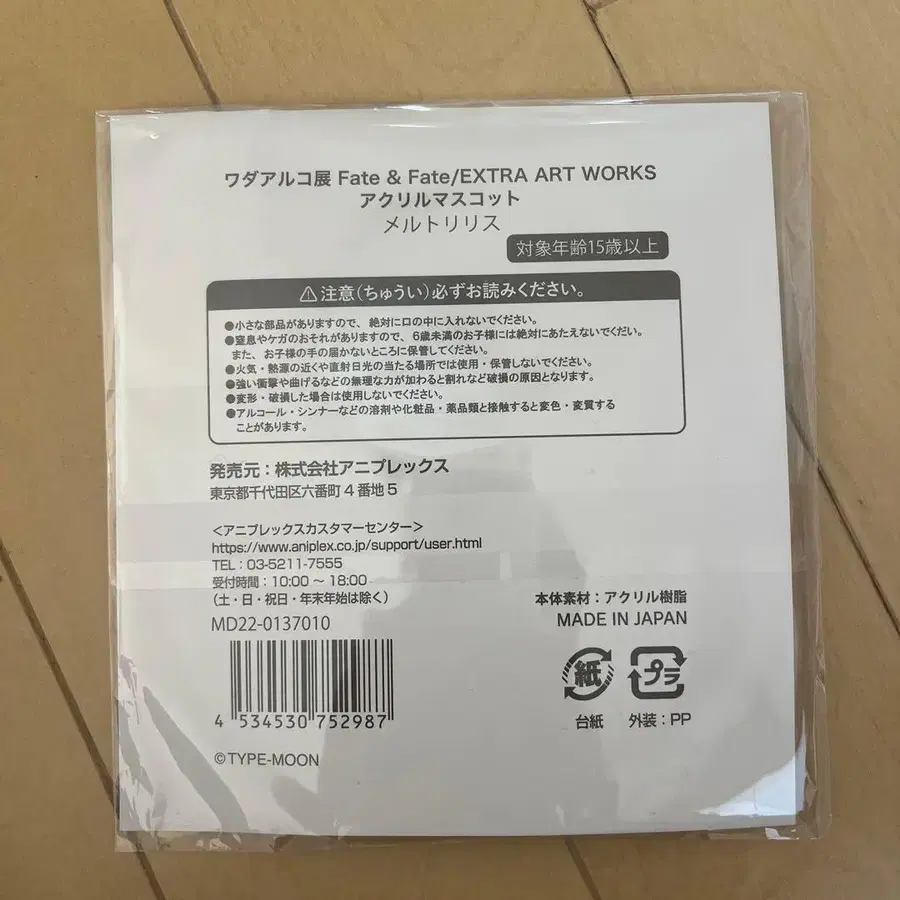 ワダアルコ展 Fate & Fate/EXTRA ART WORKS
アクリルマスコット
メルトリリス
対象年齢15歳以上
⚠注意(ちゅうい)必ずお読みください。
●小さな部品がありますので、絶対に口の中に入れないでください。
●窒息やケガのおそれがありますので、6歳未満のお子様には絶対にあたえないでください。
また、お子様の手の届かないところに保管してください。
●火気・熱源の近くや直射日光の当たる場所では使用・保管しないでください。
●強い衝撃や曲げるなどの無理な力が加わると割れなど破損の原因となります。
●変形・破損した場合は使用しないでください。
●アルコール・シンナーなどの溶剤や化粧品・薬品類と接触すると変色・変質する
ことがあります。
発売元:株式会社アニプレックス
東京都千代田区六番町4番地5
<アニプレックスカスタマーセンター>
https://www.aniplex.co.jp/support/user.html
TEL:03-5211-7555
受付時間:10:00~18:00
(土・日・祝日・年末年始は除く)
MD22-0137010
本体素材:アクリル樹脂
MADE IN JAPAN
紙
プラ
台紙
外装:PP
4 534530 752987
©TYPE-MOON